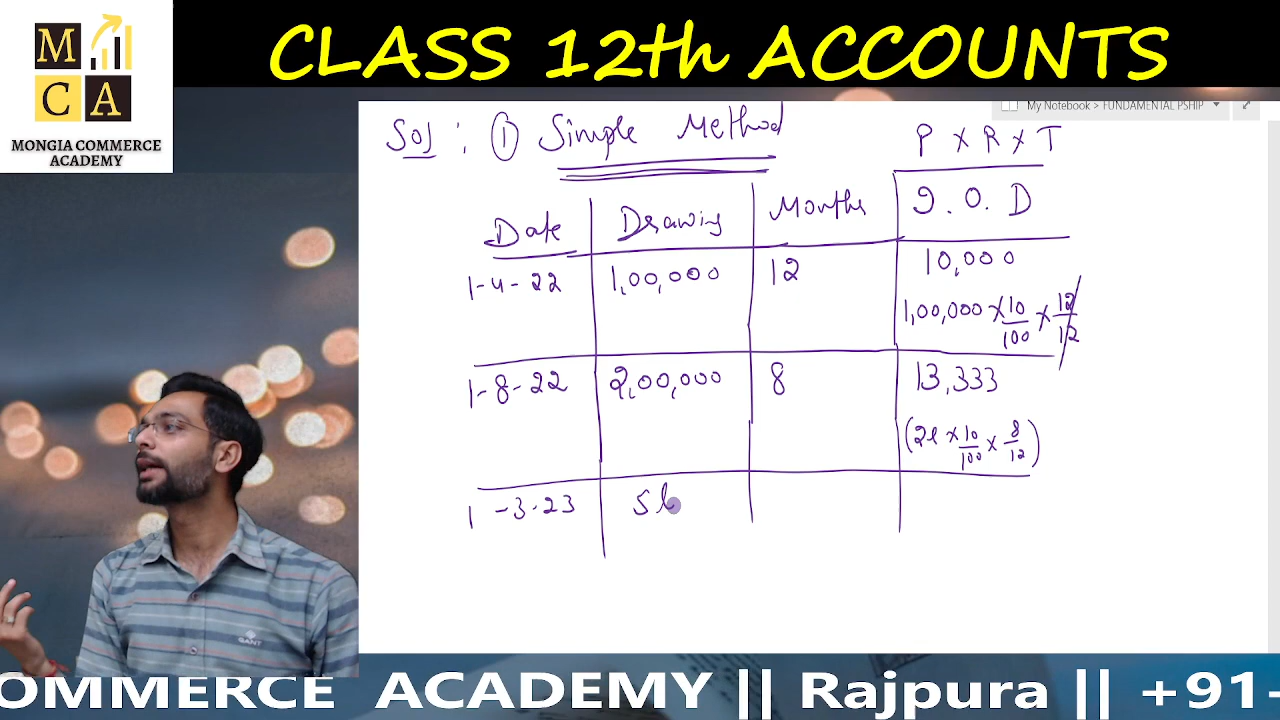 M
C A
MONGIA COMMERCE
ACADEMY
CLASS 12th ACCOUNTS
My Notebook > FUNDAMENTAL PSHIP
Sol : ① Simple Method
P X R X T
Date Drawing Months I.O.D
1-4-22 1,00,000 12 10,000
1,00,000 × 10/100 × 12/12
1-8-22 2,00,000 8 13,333
(2l × 10/100 × 8/12)
1-3-23 5l
GANT
OMMERCE ACADEMY || Rajpura || +91-